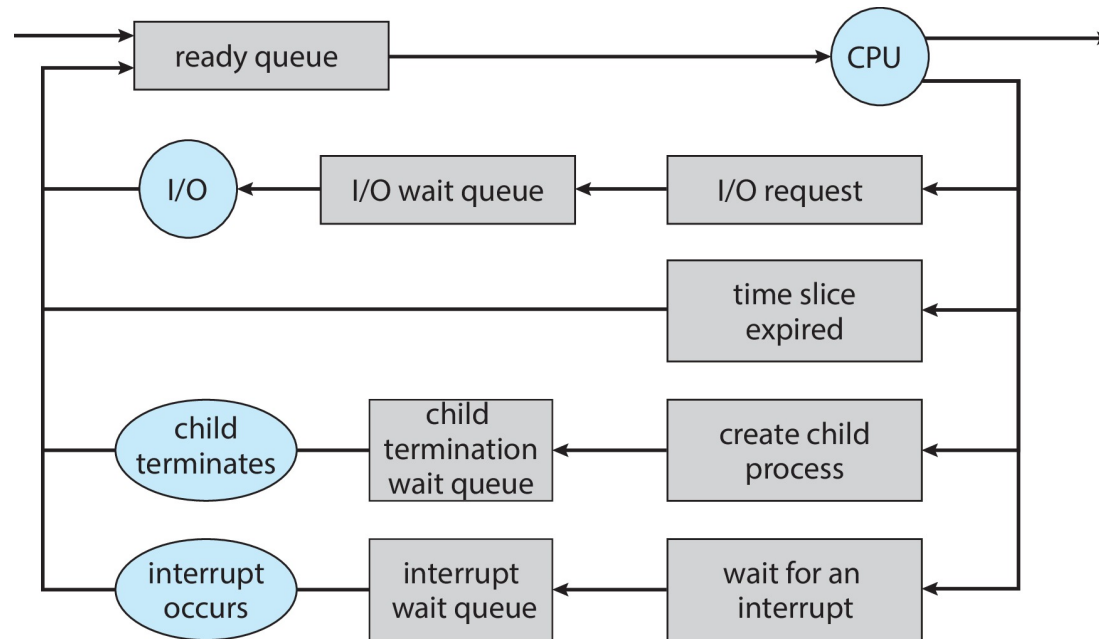 ready queue
CPU
I/O
I/O wait queue
I/O request
time slice
expired
child
terminates
child
termination
wait queue
create child
process
interrupt
occurs
interrupt
wait queue
wait for an
interrupt